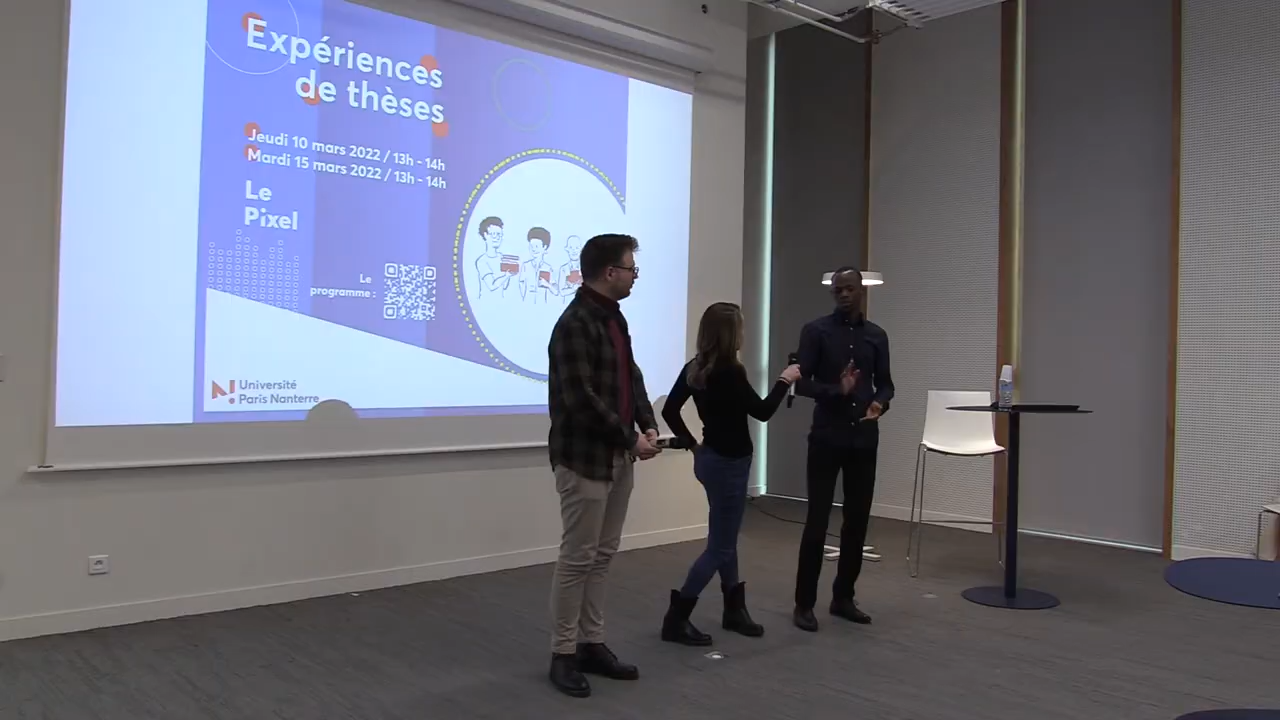 Expériences
de thèses
Jeudi 10 mars 2022 / 13h - 14h
Mardi 15 mars 2022 / 13h - 14h
Le
Pixel
Le
programme :
Université
Paris Nanterre